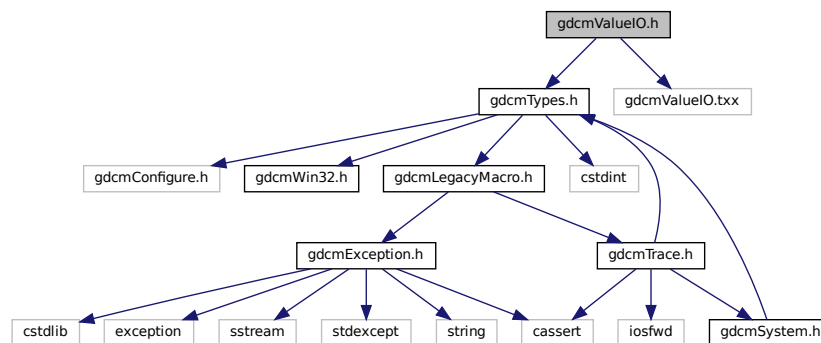 gdcmValueIO.h
gdcmTypes.h
gdcmValueIO.txx
gdcmConfigure.h
gdcmWin32.h
gdcmLegacyMacro.h
cstdint
gdcmException.h
gdcmTrace.h
cstdlib
exception
sstream
stdexcept
string
cassert
iosfwd
gdcmSystem.h